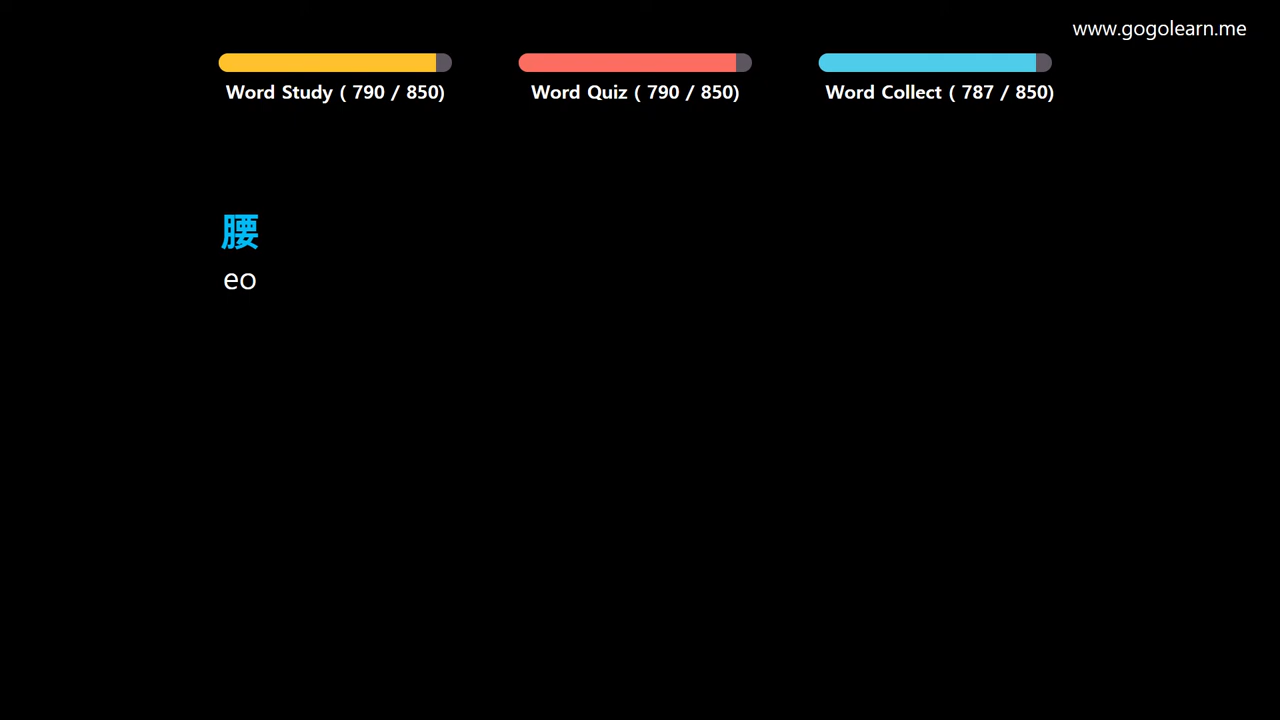 www.gogolearn.me
Word Study ( 790 / 850)
Word Quiz ( 790 / 850)
Word Collect ( 787 / 850)
腰
eo